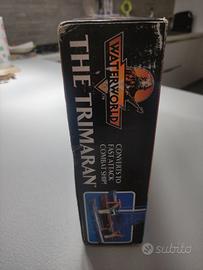 WATERWORLD
THE TRIMARAN
CONVERTS TO
FAST ATTACK
COMBAT SHIP!
subito